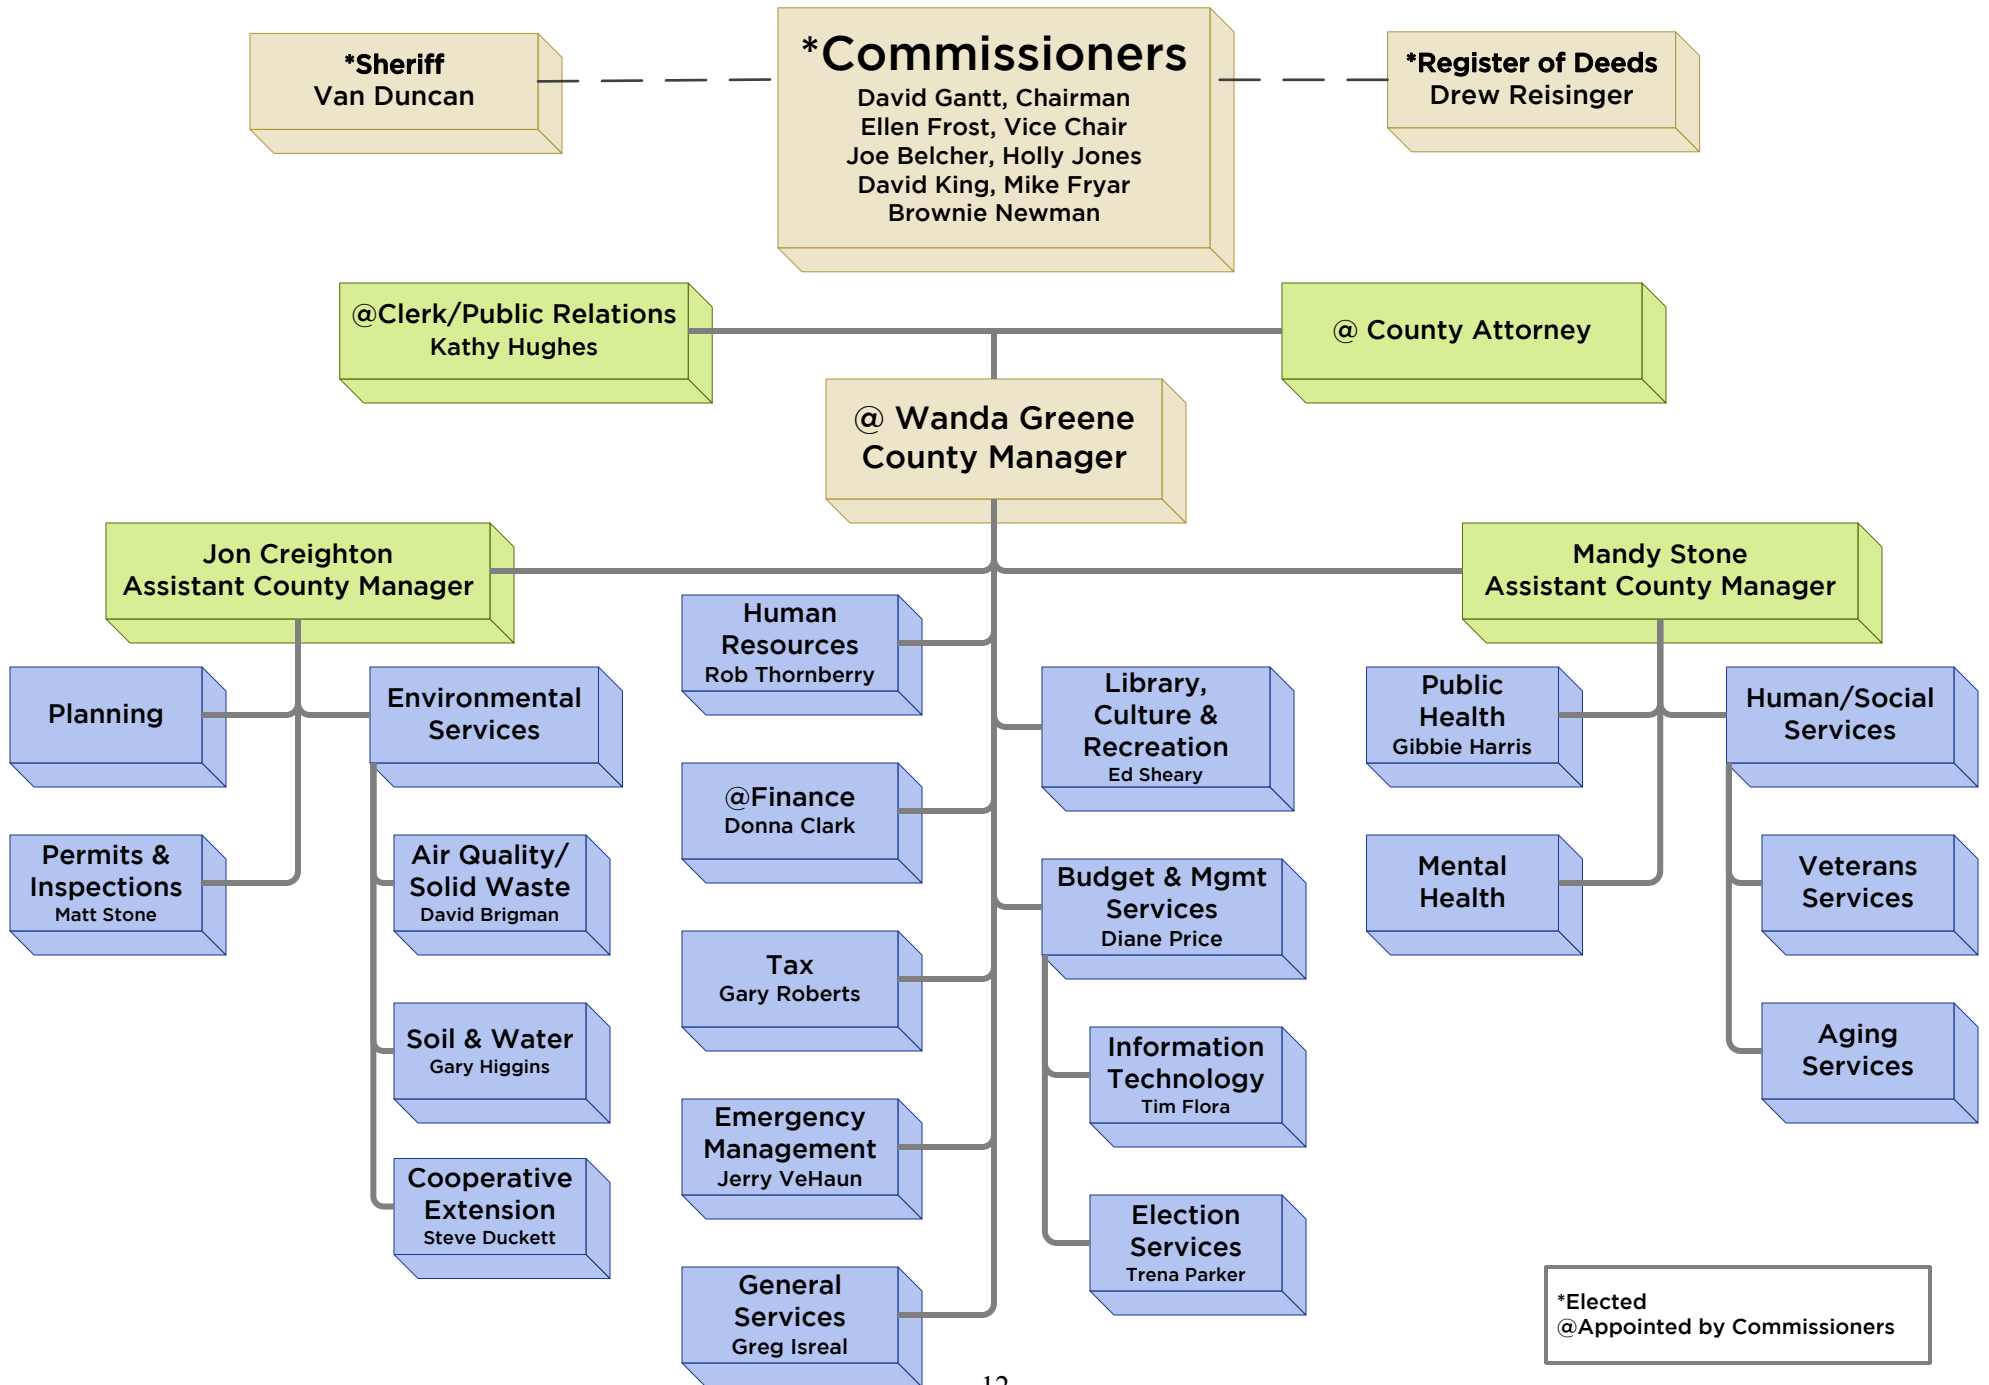 *Sheriff
Van Duncan
*Commissioners
David Gantt, Chairman
Ellen Frost, Vice Chair
Joe Belcher, Holly Jones
David King, Mike Fryar
Brownie Newman
*Register of Deeds
Drew Reisinger
@Clerk/Public Relations
Kathy Hughes
@ County Attorney
@ Wanda Greene
County Manager
Jon Creighton
Assistant County Manager
Mandy Stone
Assistant County Manager
Planning
Environmental
Services
Permits &
Inspections
Matt Stone
Air Quality/
Solid Waste
David Brigman
Soil & Water
Gary Higgins
Cooperative
Extension
Steve Duckett
Human
Resources
Rob Thornberry
@Finance
Donna Clark
Tax
Gary Roberts
Emergency
Management
Jerry VeHaun
General
Services
Greg Isreal
Library,
Culture &
Recreation
Ed Sheary
Budget & Mgmt
Services
Diane Price
Information
Technology
Tim Flora
Election
Services
Trena Parker
Public
Health
Gibbie Harris
Human/Social
Services
Mental
Health
Veterans
Services
Aging
Services
*Elected
@Appointed by Commissioners
12